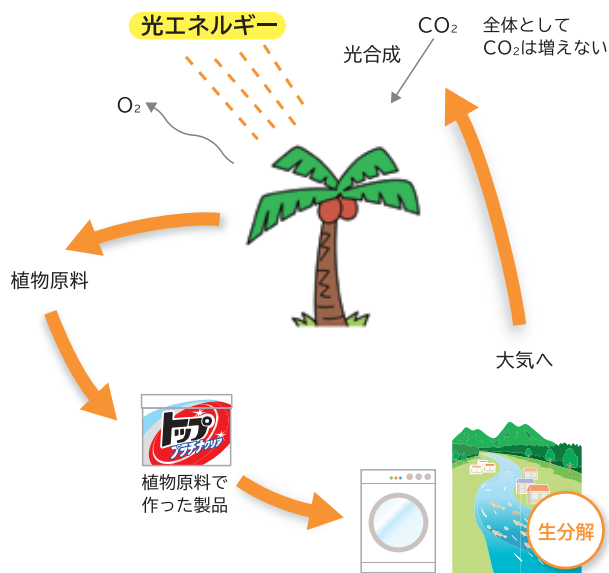 光エネルギー
CO₂
全体として
CO₂は増えない
光合成
O₂
植物原料
大気へ
トップ
プラチナクリア
植物原料で
作った製品
生分解